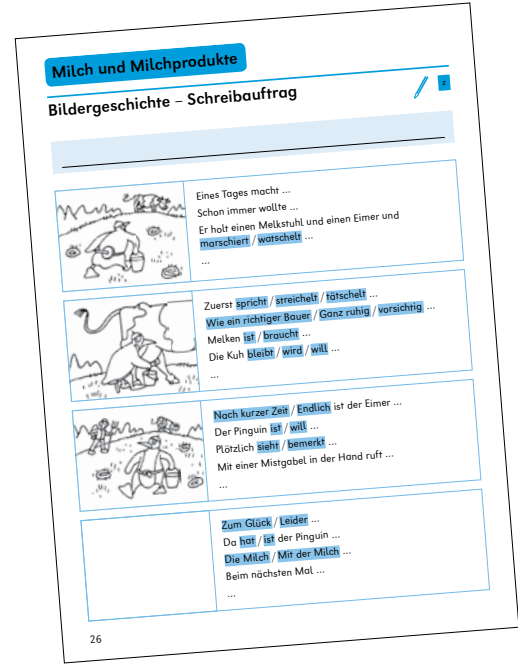 Milch und Milchprodukte
Bildergeschichte – Schreibauftrag
z
Eines Tages macht ...
Schon immer wollte ...
Er holt einen Melkstuhl und einen Eimer und
marschiert / watschelt ...
...
Zuerst spricht / streichelt / tätschelt ...
Wie ein richtiger Bauer / Ganz ruhig / vorsichtig ...
Melken ist / braucht ...
Die Kuh bleibt / wird / will ...
...
Nach kurzer Zeit / Endlich ist der Eimer ...
Der Pinguin ist / will ...
Plötzlich sieht / bemerkt ...
Mit einer Mistgabel in der Hand ruft ...
...
Zum Glück / Leider ...
Da hat / ist der Pinguin ...
Die Milch / Mit der Milch ...
Beim nächsten Mal ...
...
26